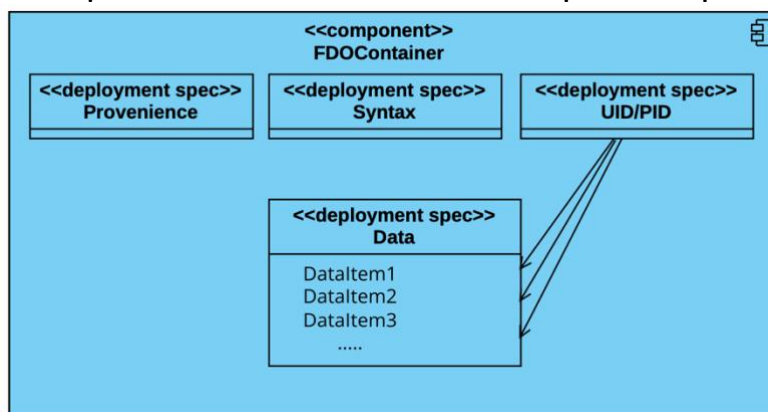 <<component>>
FDOContainer
<<deployment spec>>
Provenience
<<deployment spec>>
Syntax
<<deployment spec>>
UID/PID
<<deployment spec>>
Data
DataItem1
DataItem2
DataItem3
.....